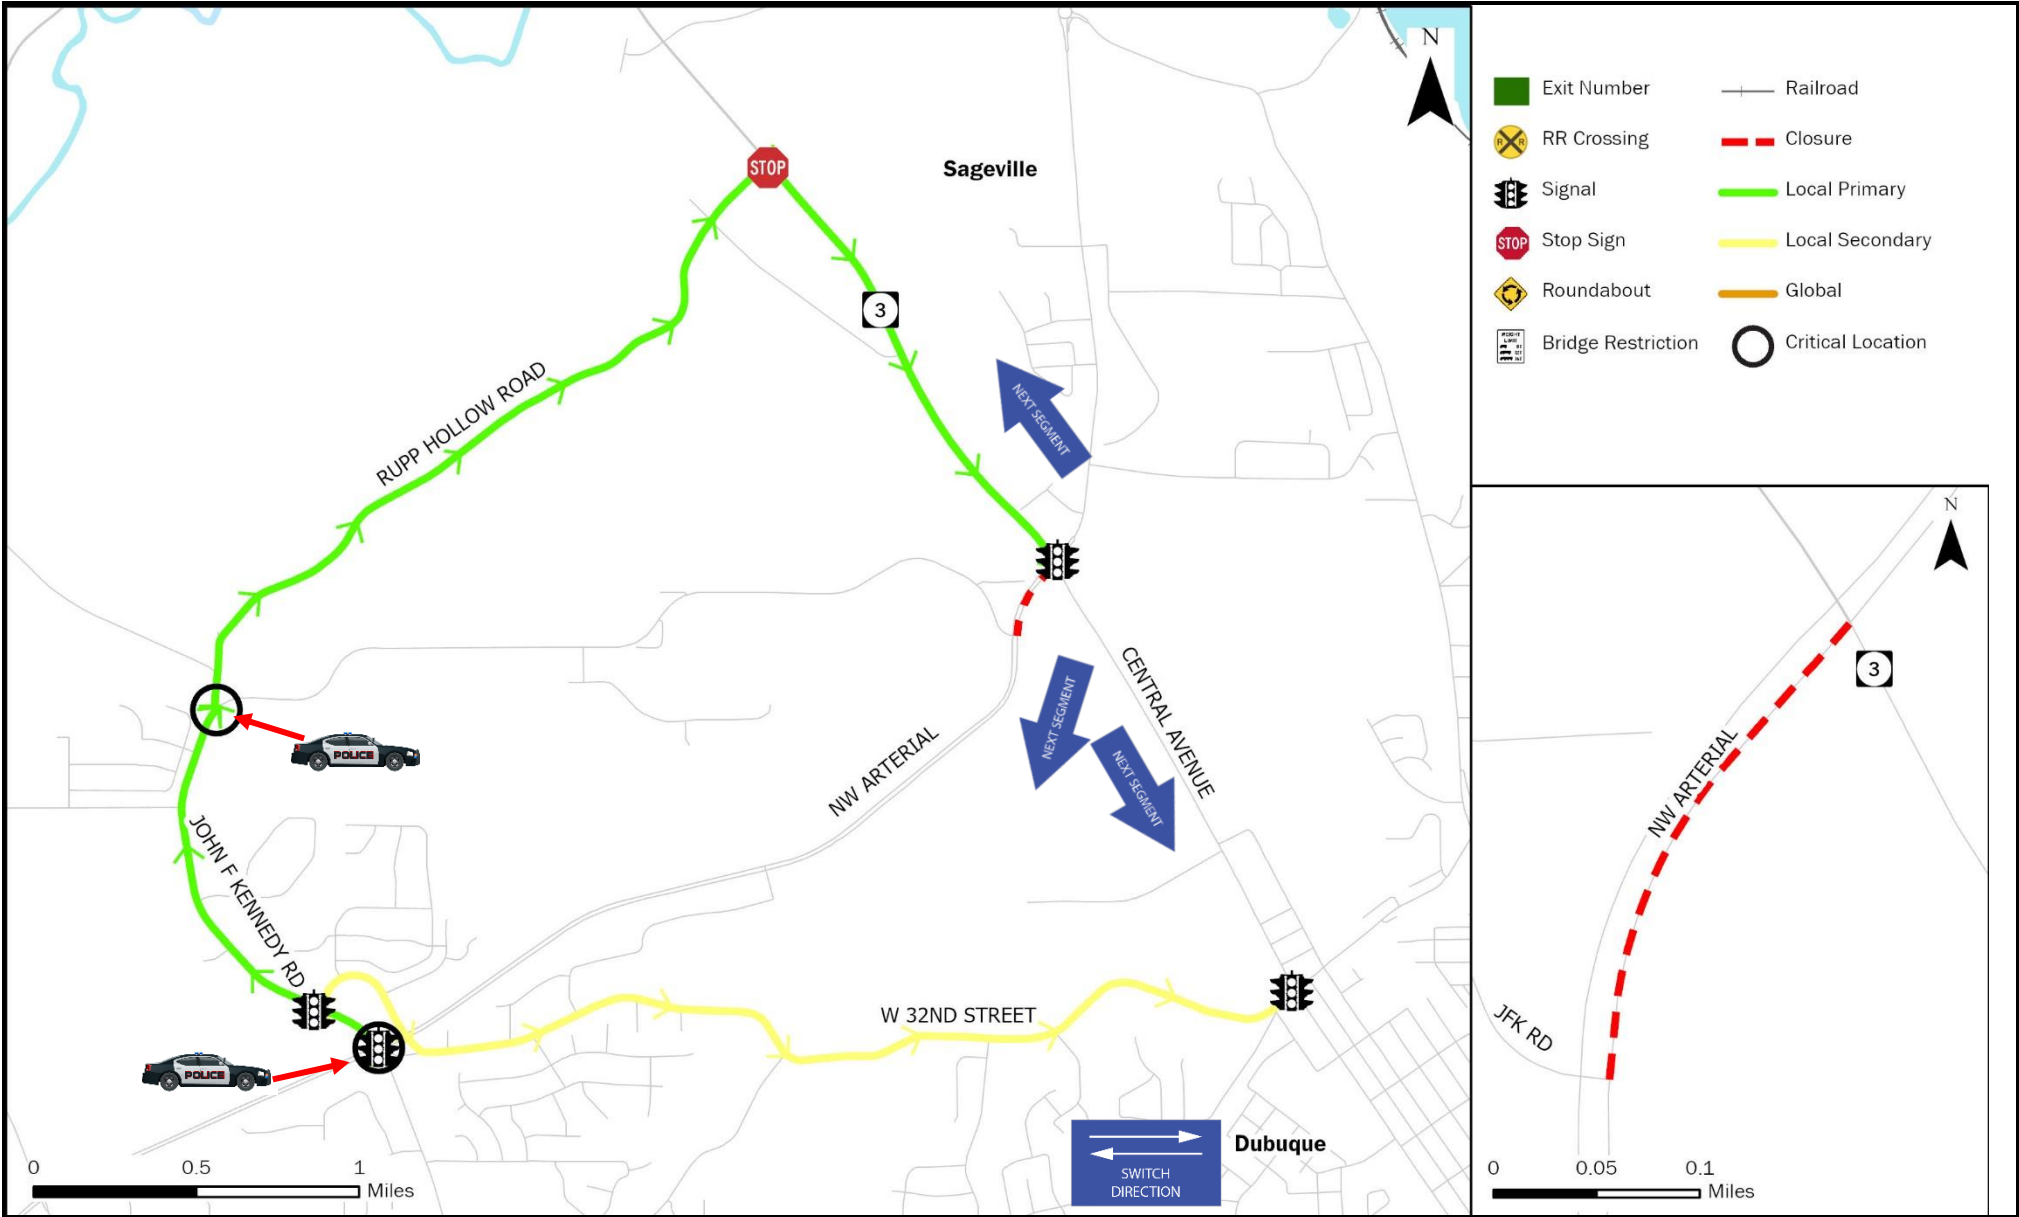 N
Sageville
STOP
3
RUPP HOLLOW ROAD
NEXT SEGMENT
NEXT SEGMENT
NEXT SEGMENT
CENTRAL AVENUE
NW ARTERIAL
POLICE
JOHN F KENNEDY RD
W 32ND STREET
POLICE
Dubuque
SWITCH
DIRECTION
0 0.5 1
Miles
Exit Number
Railroad
RR Crossing
Closure
Signal
Local Primary
STOP
Stop Sign
Local Secondary
Roundabout
Global
Bridge Restriction
Critical Location
N
3
NW ARTERIAL
JFK RD
0 0.05 0.1
Miles